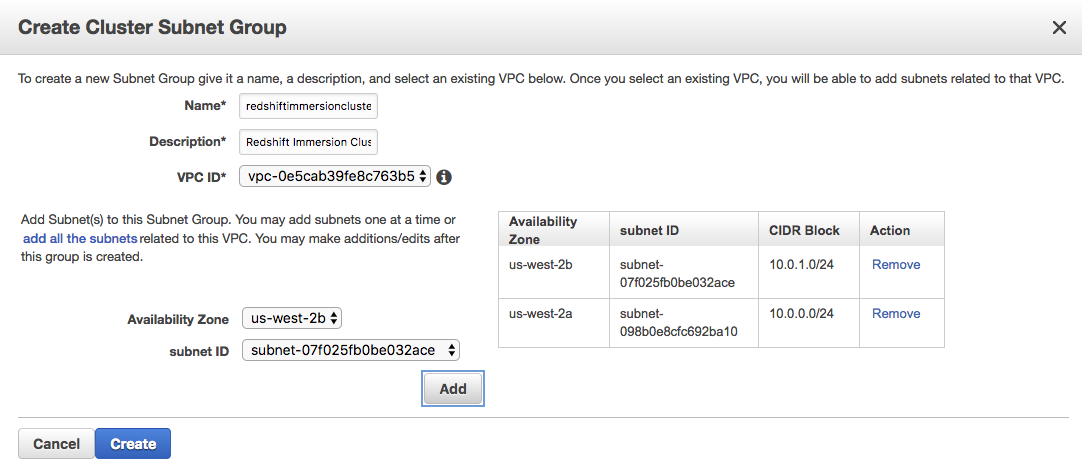 Create Cluster Subnet Group
To create a new Subnet Group give it a name, a description, and select an existing VPC below. Once you select an existing VPC, you will be able to add subnets related to that VPC.
Name* redshiftimmersioncluste
Description* Redshift Immersion Clus
VPC ID* vpc-0e5cab39fe8c763b5
Add Subnet(s) to this Subnet Group. You may add subnets one at a time or
add all the subnets related to this VPC. You may make additions/edits after
this group is created.
Availability Zone us-west-2b
subnet ID subnet-07f025fb0be032ace
Add
Availability
Zone
subnet ID
CIDR Block
Action
us-west-2b
subnet-
07f025fb0be032ace
10.0.1.0/24
Remove
us-west-2a
subnet-
098b0e8cfc692ba10
10.0.0.0/24
Remove
Cancel
Create